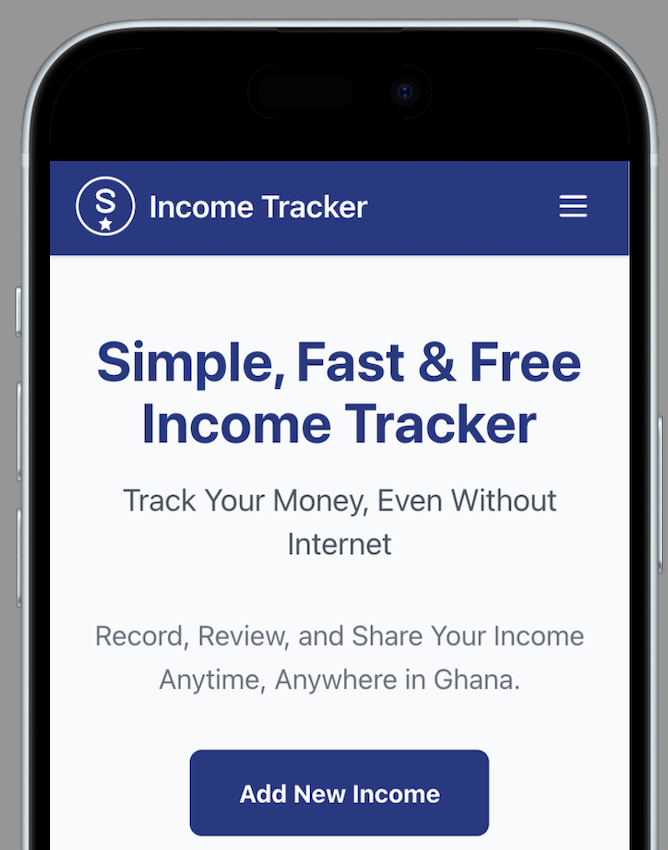 S
Income Tracker
Simple, Fast & Free
Income Tracker
Track Your Money, Even Without
Internet
Record, Review, and Share Your Income
Anytime, Anywhere in Ghana.
Add New Income